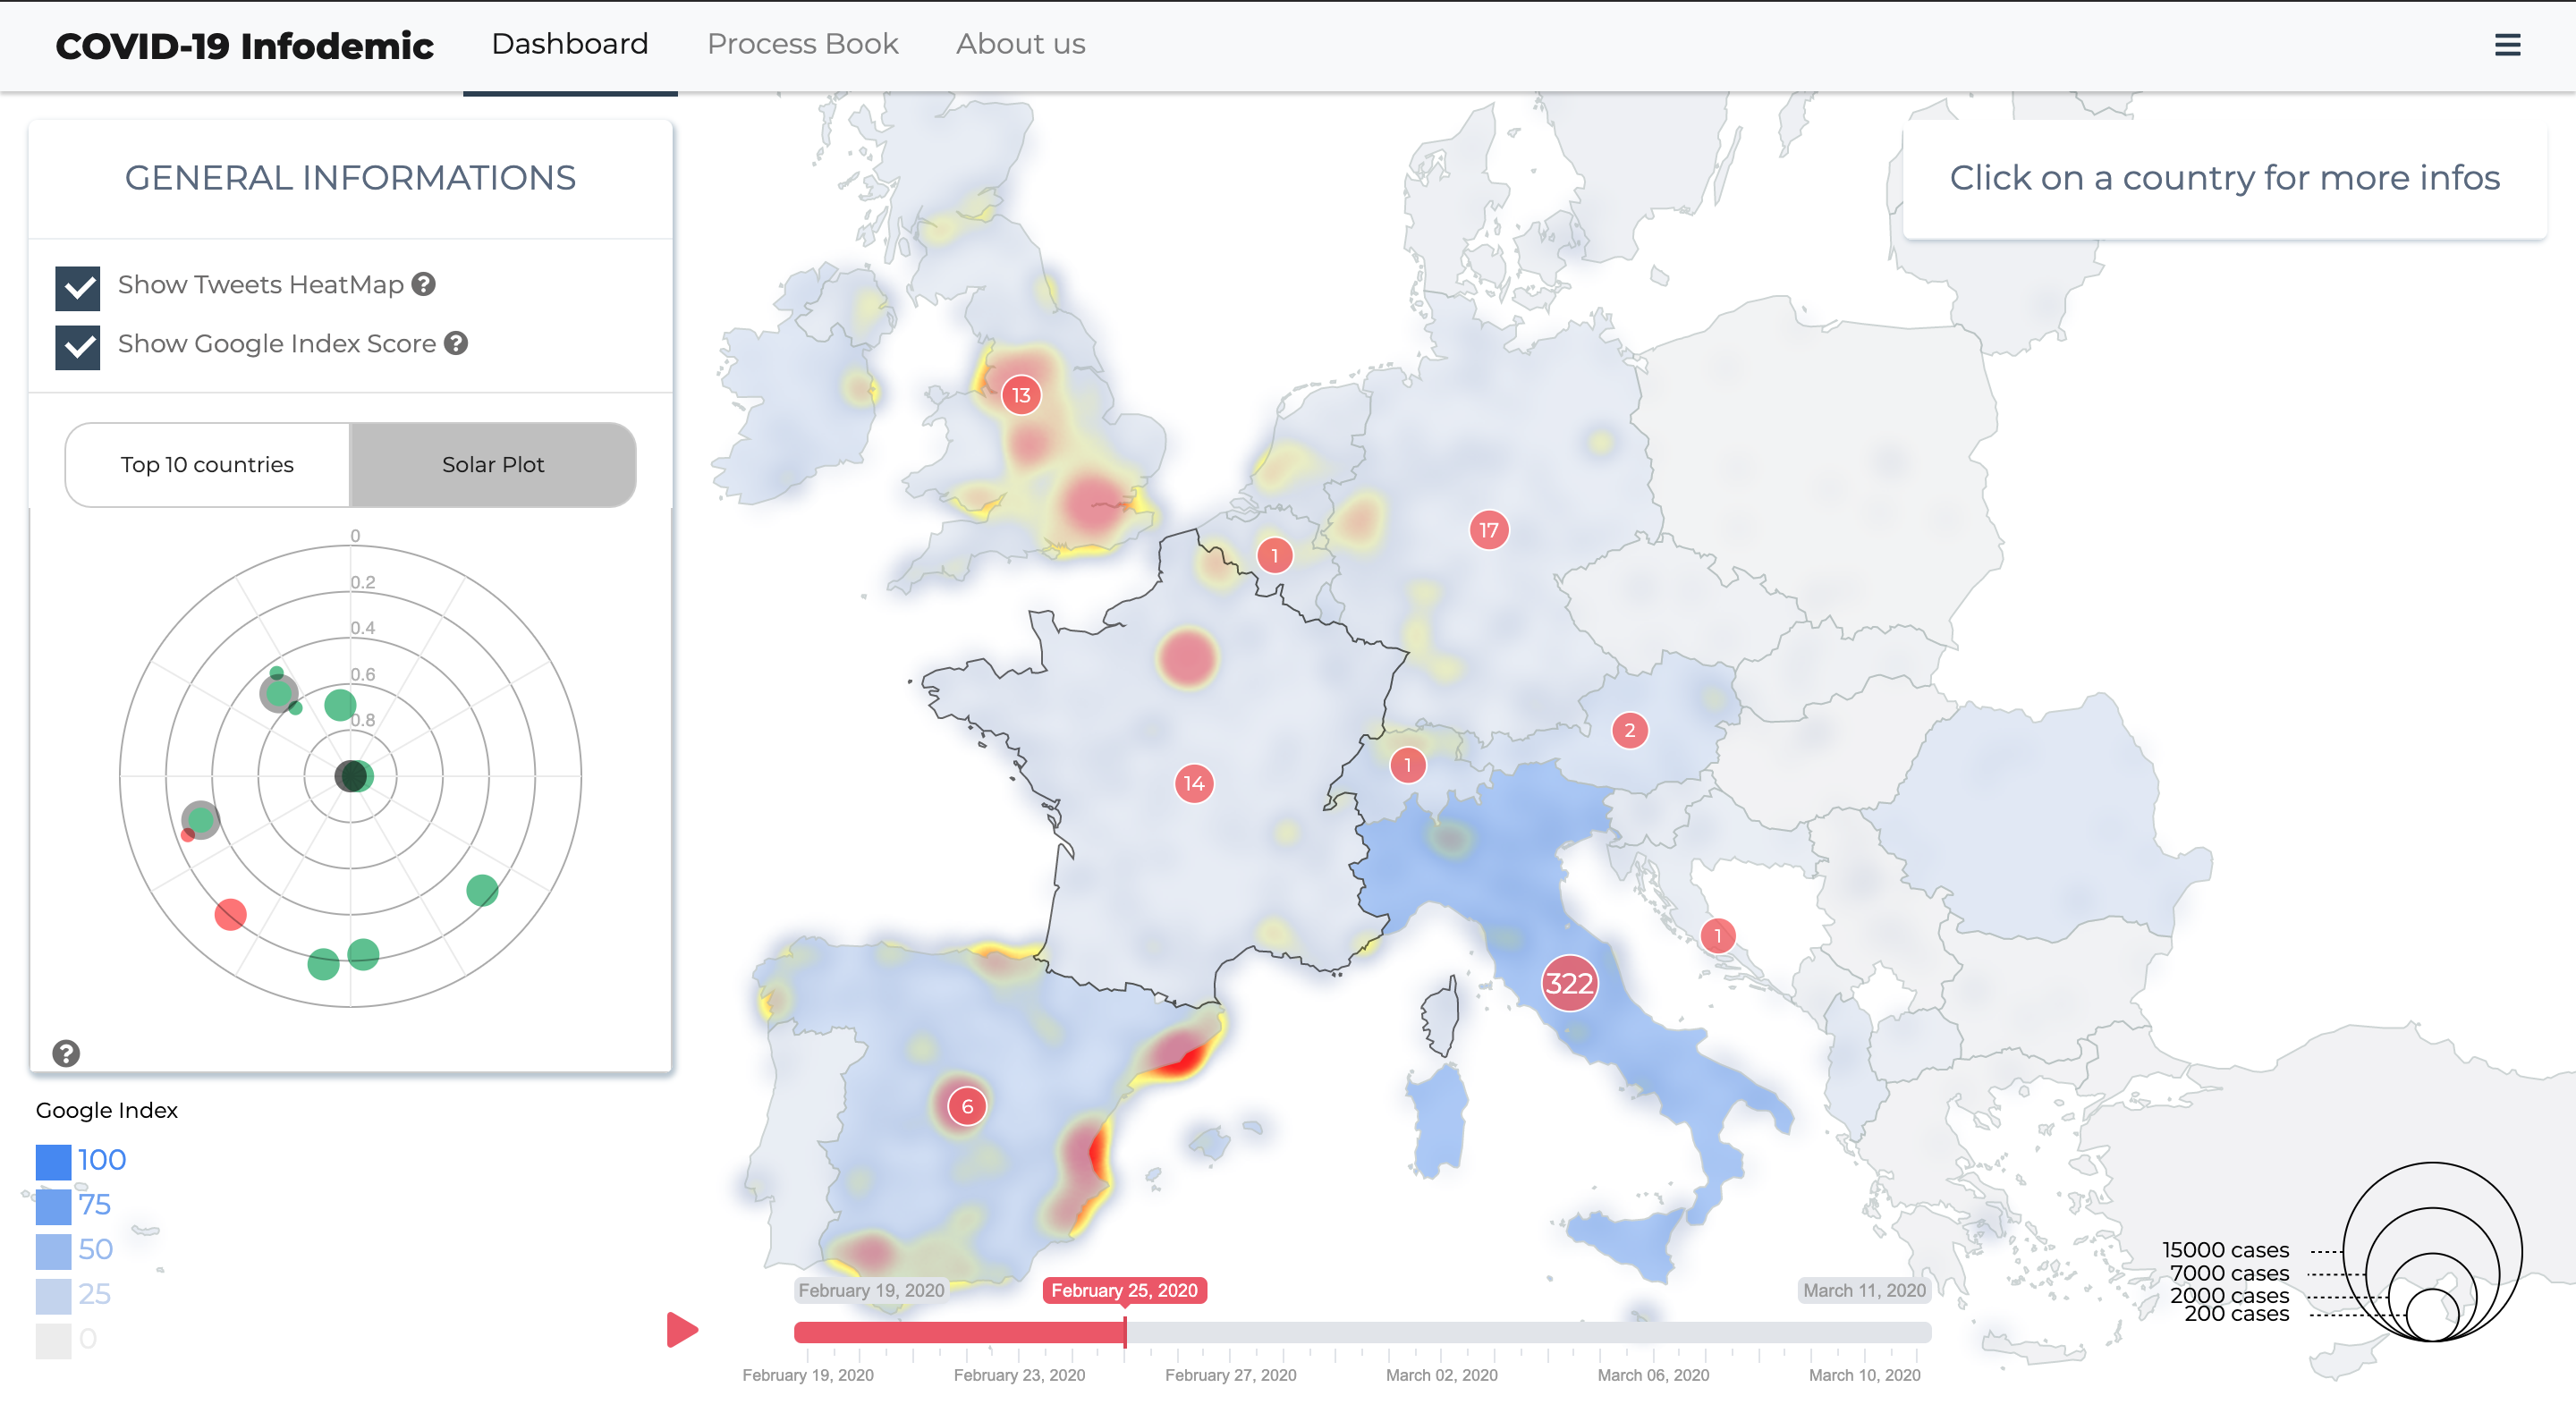 COVID-19 Infodemic Dashboard Process Book About us
GENERAL INFORMATIONS
Show Tweets HeatMap ?
Show Google Index Score ?
Top 10 countries Solar Plot
0
0.2
0.4
0.6
0.8
?
Google Index
100
75
50
25
0
Click on a country for more infos
13
17
1
14
1
2
1
322
6
15000 cases
7000 cases
2000 cases
200 cases
February 19, 2020 February 25, 2020 March 11, 2020
February 19, 2020 February 23, 2020 February 27, 2020 March 02, 2020 March 06, 2020 March 10, 2020